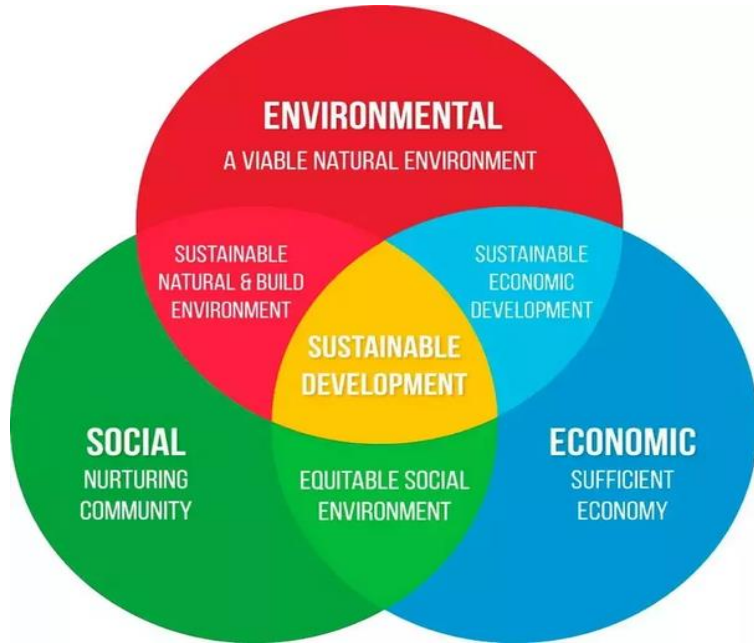 ENVIRONMENTAL
A VIABLE NATURAL ENVIRONMENT
SUSTAINABLE
NATURAL & BUILD
ENVIRONMENT
SUSTAINABLE
ECONOMIC
DEVELOPMENT
SUSTAINABLE
DEVELOPMENT
SOCIAL
NURTURING
COMMUNITY
EQUITABLE SOCIAL
ENVIRONMENT
ECONOMIC
SUFFICIENT
ECONOMY